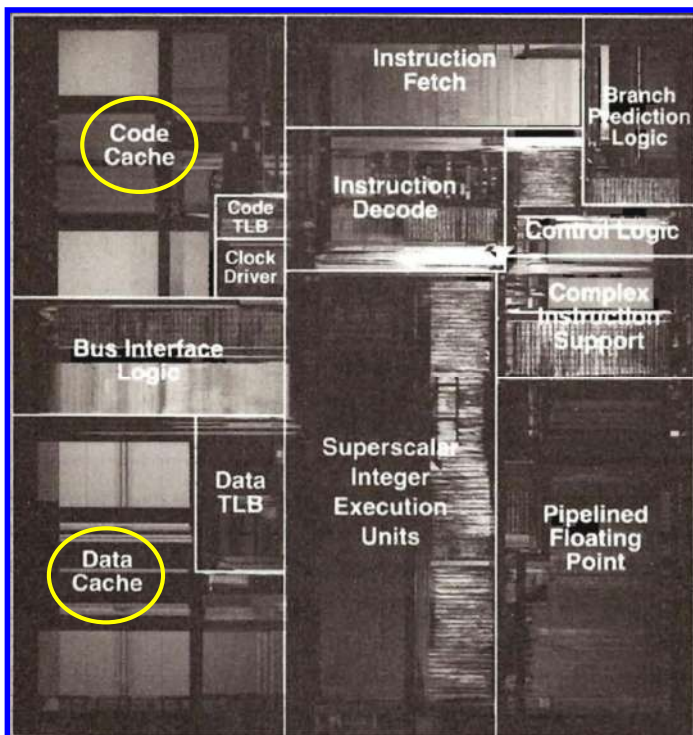 Instruction
Fetch
Branch
Prediction
Logic
Code
Cache
Instruction
Decode
Code
TLB
Control Logic
Clock
Driver
Complex
Instruction
Support
Bus Interface
Logic
Superscalar
Integer
Execution
Units
Data
TLB
Pipelined
Floating
Point
Data
Cache